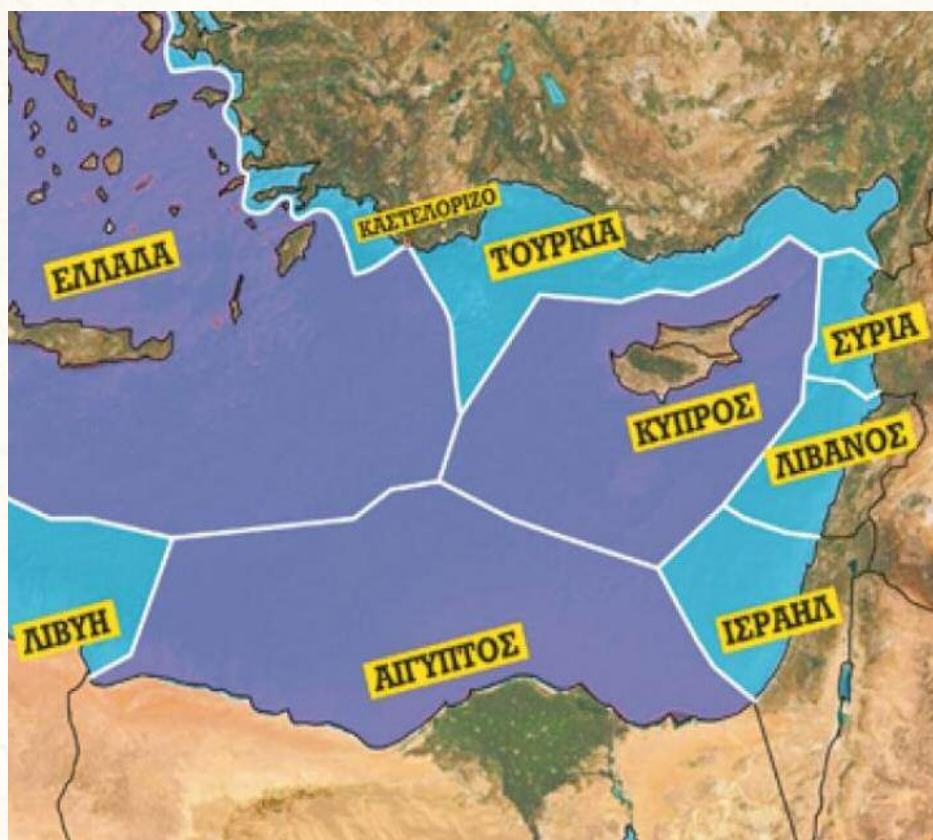 ΚΑΣΤΕΛΟΡΙΖΟ
ΕΛΛΑΔΑ
ΤΟΥΡΚΙΑ
ΣΥΡΙΑ
ΚΥΠΡΟΣ
ΛΙΒΑΝΟΣ
ΛΙΒΥΗ
ΙΣΡΑΗΛ
ΑΙΓΥΠΤΟΣ